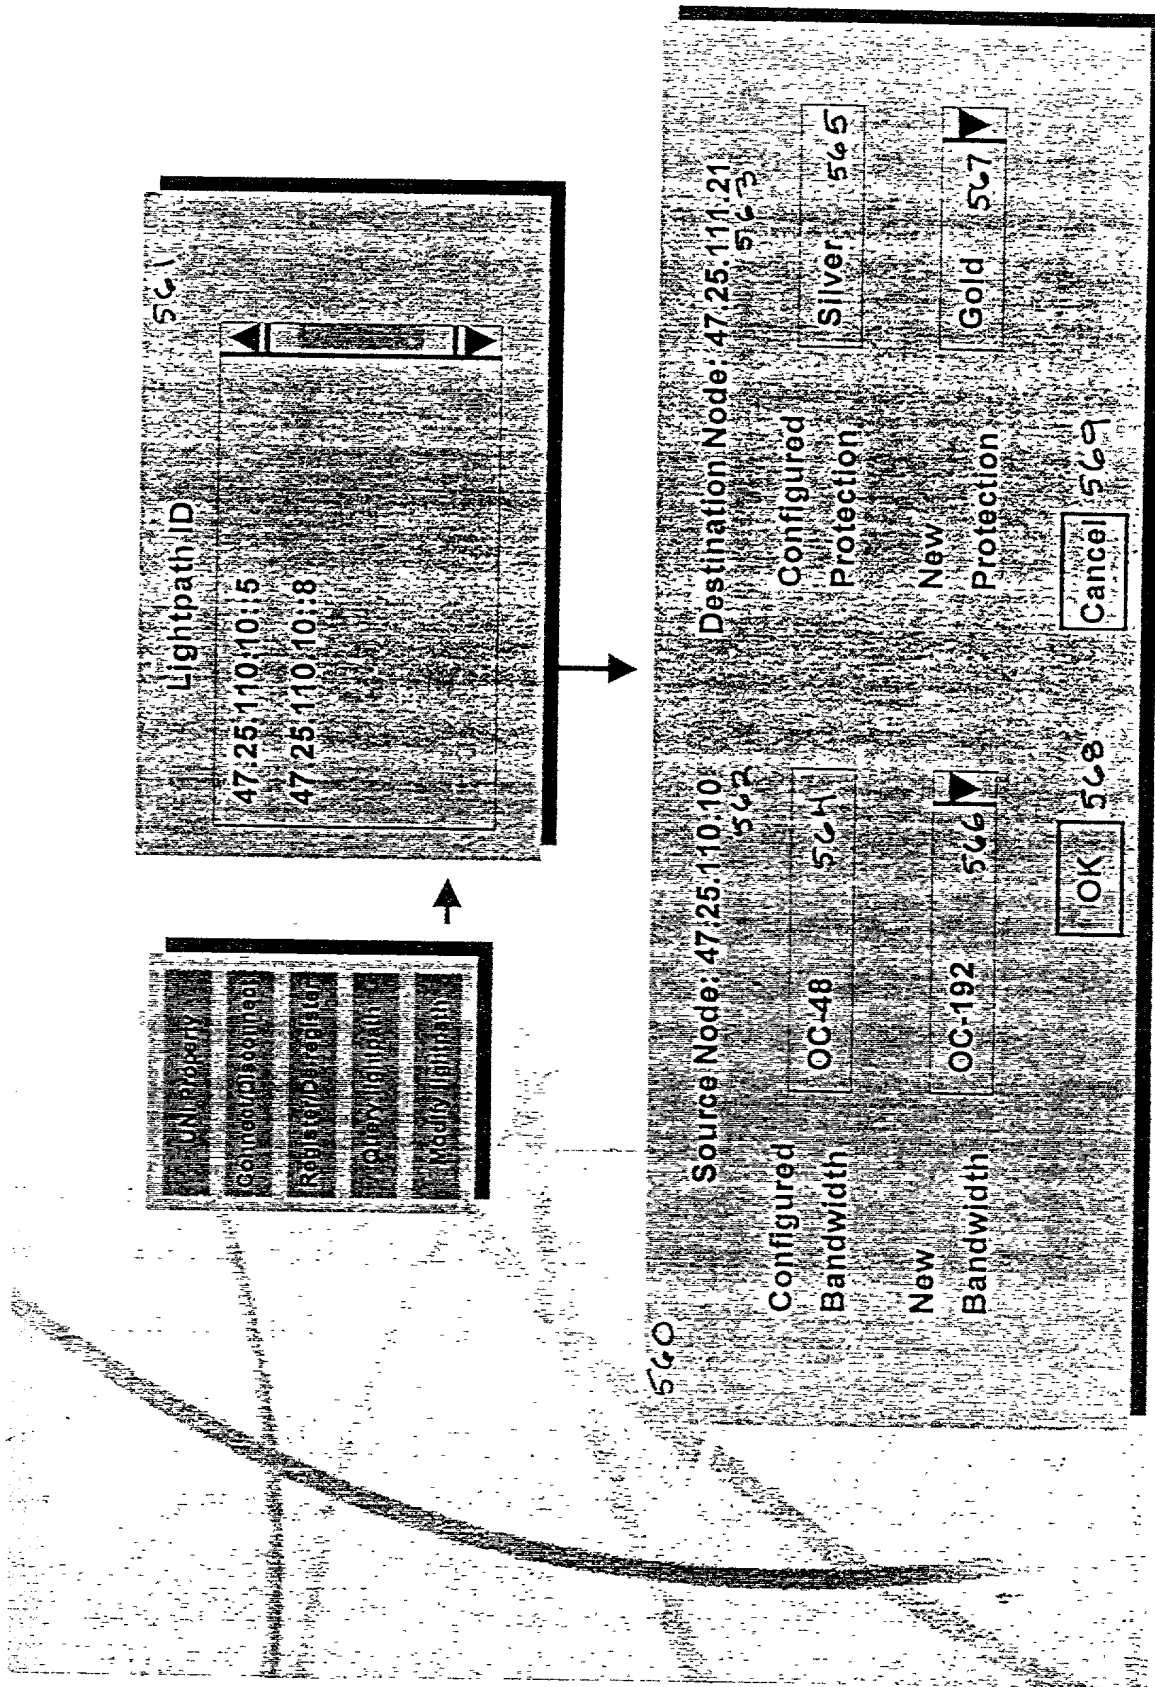 UNI Property
Connect/Disconnect
Register/Deregister
Query lightpath
Modify lightpath
561
Lightpath ID
47.25.110.10::5
47.25.110.10::8
560
Source Node: 47.25.110.10
562
Destination Node: 47.25.111.21
563
Configured
Bandwidth
OC-48 564
Configured
Protection
Silver 565
New
Bandwidth
OC-192 566
New
Protection
Gold 567
OK 568
Cancel 569